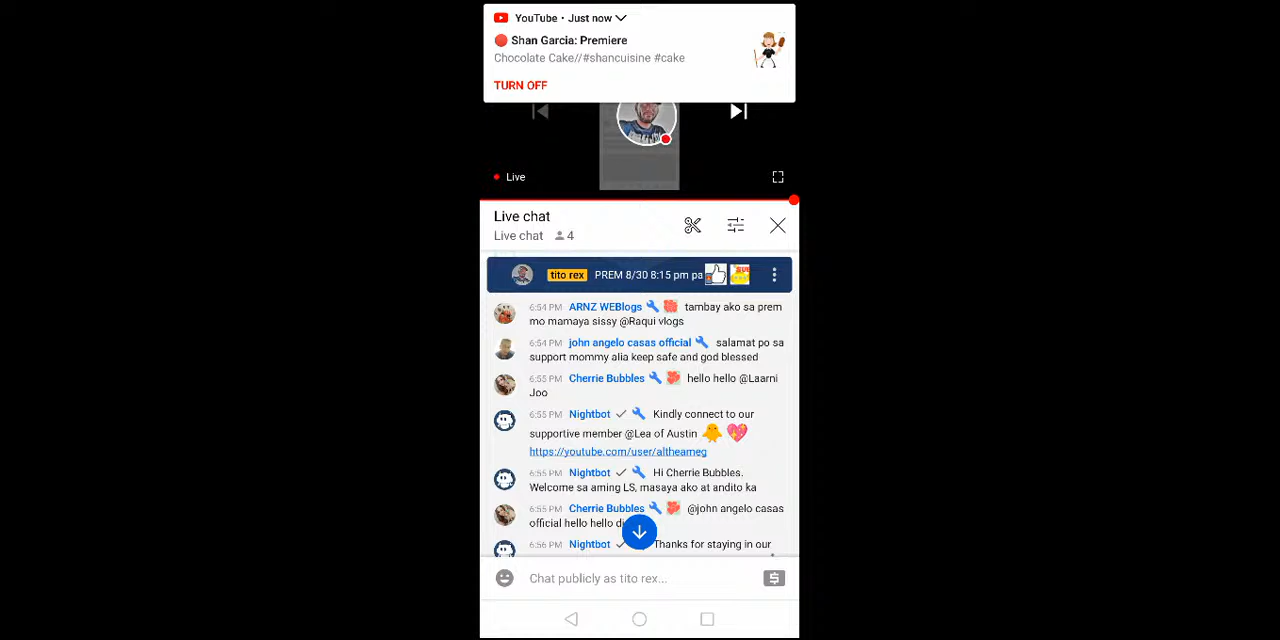 YouTube • Just now
Shan Garcia: Premiere
Chocolate Cake//#shancuisine #cake
TURN OFF
Live
Live chat
Live chat 4
tito rex PREM 8/30 8:15 pm pa
6:54 PM ARNZ WEBlogs tambay ako sa prem
mo mamaya sissy @Raqui vlogs
6:54 PM john angelo casas official salamat po sa
support mommy alia keep safe and god blessed
6:55 PM Cherrie Bubbles hello hello @Laarni
Joo
6:55 PM Nightbot Kindly connect to our
supportive member @Lea of Austin
https://youtube.com/user/altheameg
6:55 PM Nightbot Hi Cherrie Bubbles.
Welcome sa aming LS, masaya ako at andito ka
6:55 PM Cherrie Bubbles @john angelo casas
official hello hello
6:56 PM Nightbot Thanks for staying in our
Chat publicly as tito rex...